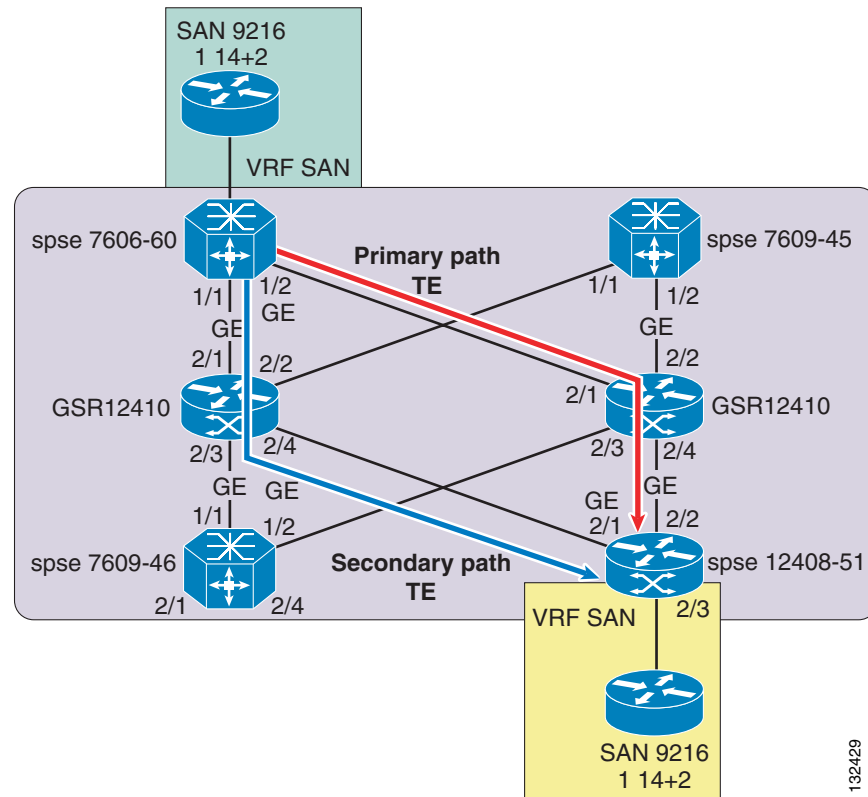 SAN 9216
1 14+2
VRF SAN
spse 7606-60
spse 7609-45
Primary path
TE
1/1
1/2
GE
GE
1/1
1/2
GE
2/1
2/2
2/2
2/1
GSR12410
GSR12410
2/3
2/4
2/3
2/4
GE
GE
GE
GE
1/1
1/2
2/1
2/2
spse 7609-46
Secondary path
TE
spse 12408-51
2/1
2/4
VRF SAN
2/3
SAN 9216
1 14+2
132429